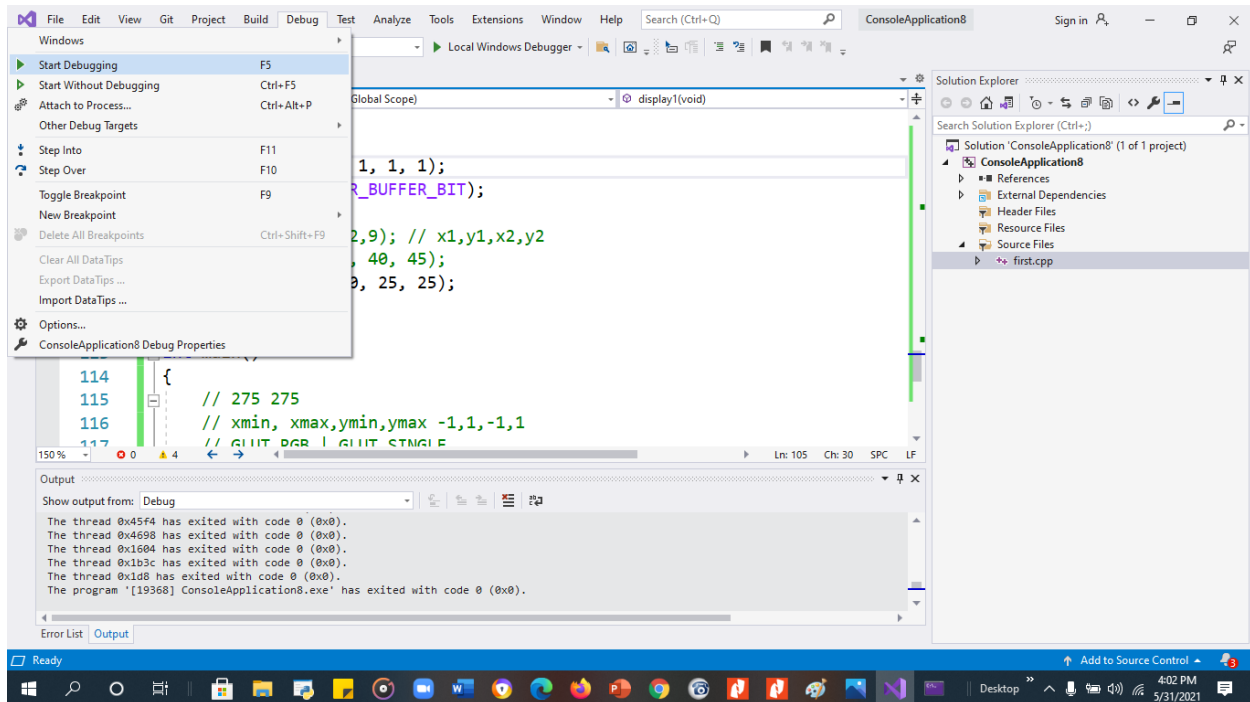 File Edit View Git Project Build Debug Test Analyze Tools Extensions Window Help Search (Ctrl+Q) ConsoleApplication8 Sign in
Windows
Local Windows Debugger
Start Debugging F5
Start Without Debugging Ctrl+F5
Attach to Process... Ctrl+Alt+P
Other Debug Targets
Step Into F11
Step Over F10
Toggle Breakpoint F9
New Breakpoint
Delete All Breakpoints Ctrl+Shift+F9
Clear All DataTips
Export DataTips ...
Import DataTips ...
Options...
ConsoleApplication8 Debug Properties
Global Scope) display1(void)
1, 1, 1);
R_BUFFER_BIT);
2,9); // x1,y1,x2,y2
, 40, 45);
0, 25, 25);
114 {
115 // 275 275
116 // xmin, xmax,ymin,ymax -1,1,-1,1
117 // GLUT_RGB | GLUT_SINGLE
150 % 0 4 Ln: 105 Ch: 30 SPC LF
Output
Show output from: Debug
The thread 0x45f4 has exited with code 0 (0x0).
The thread 0x4698 has exited with code 0 (0x0).
The thread 0x1604 has exited with code 0 (0x0).
The thread 0x1b3c has exited with code 0 (0x0).
The thread 0x1d8 has exited with code 0 (0x0).
The program '[19368] ConsoleApplication8.exe' has exited with code 0 (0x0).
Error List Output
Solution Explorer
Search Solution Explorer (Ctrl+;)
Solution 'ConsoleApplication8' (1 of 1 project)
ConsoleApplication8
References
External Dependencies
Header Files
Resource Files
Source Files
first.cpp
Ready Add to Source Control 3
Desktop 4:02 PM
5/31/2021